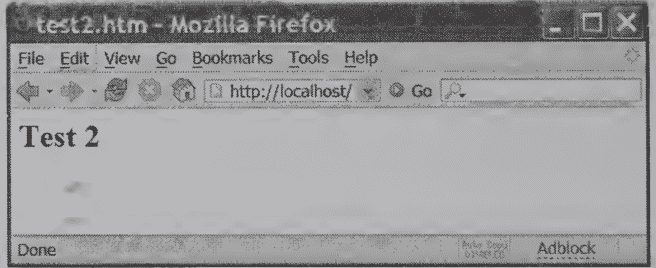 test2.htm - Mozilla Firefox
File Edit View Go Bookmarks Tools Help
http://localhost/ Go
Test 2
Done Adblock